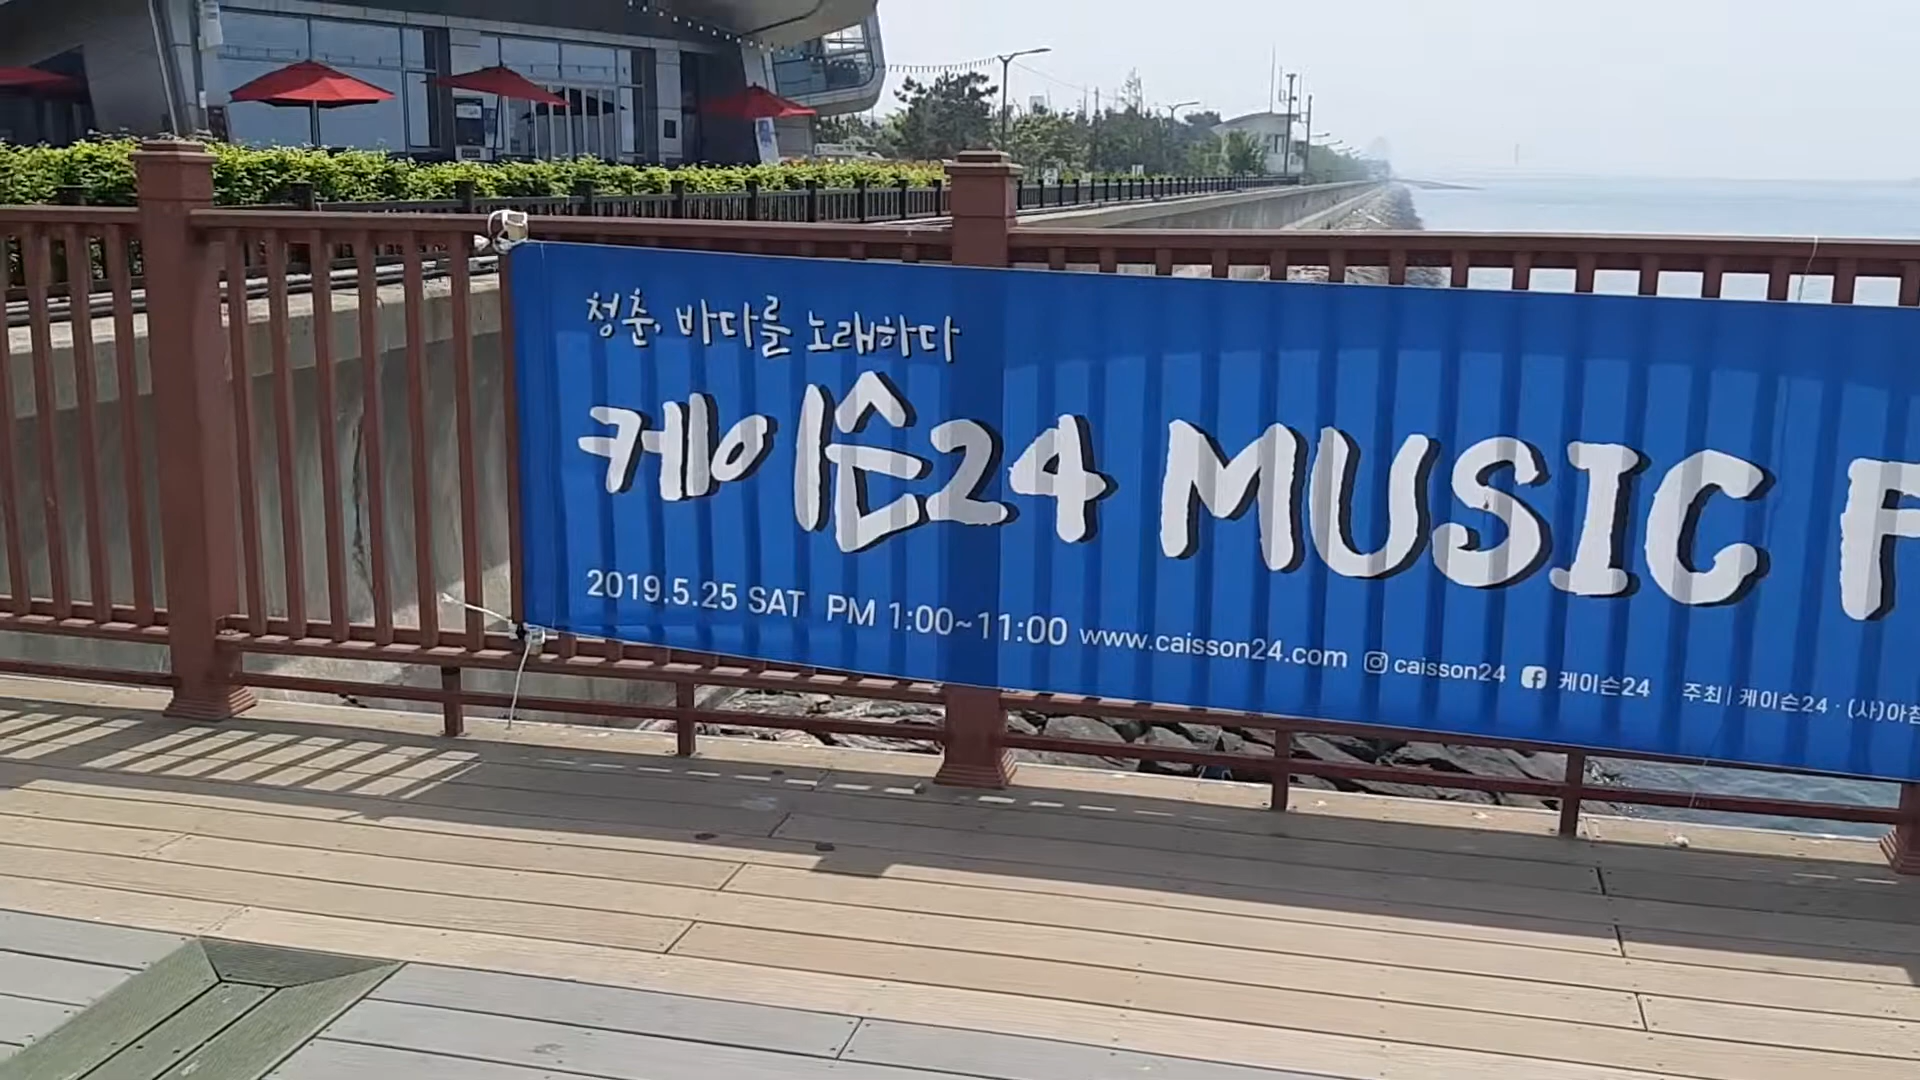 청춘, 바다를 노래하다
케이슨24 MUSIC F
2019.5.25 SAT PM 1:00~11:00 www.caisson24.com caisson24 케이슨24 주최 | 케이슨24 · (사)아침